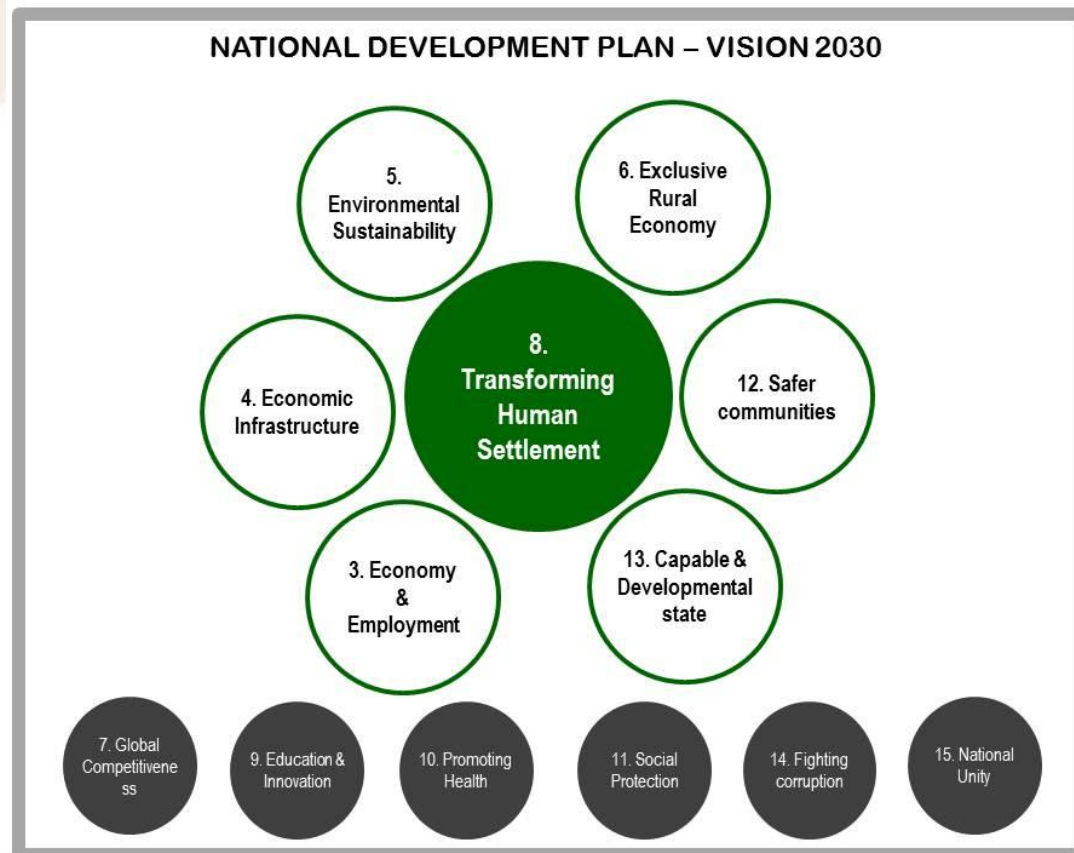 NATIONAL DEVELOPMENT PLAN – VISION 2030
5.
Environmental
Sustainability
6. Exclusive
Rural
Economy
4. Economic
Infrastructure
8.
Transforming
Human
Settlement
12. Safer
communities
3. Economy
&
Employment
13. Capable &
Developmental
state
7. Global
Competitivene
ss
9. Education &
Innovation
10. Promoting
Health
11. Social
Protection
14. Fighting
corruption
15. National
Unity